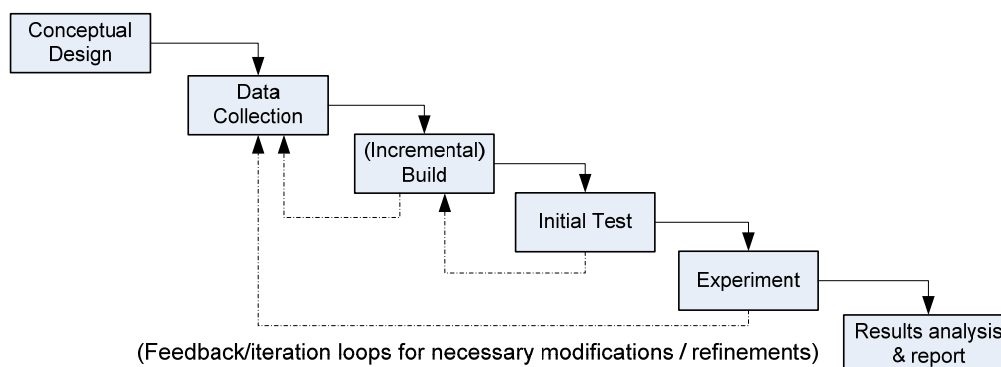 Conceptual
Design
Data
Collection
(Incremental)
Build
Initial Test
Experiment
Results analysis
& report
(Feedback/iteration loops for necessary modifications / refinements)